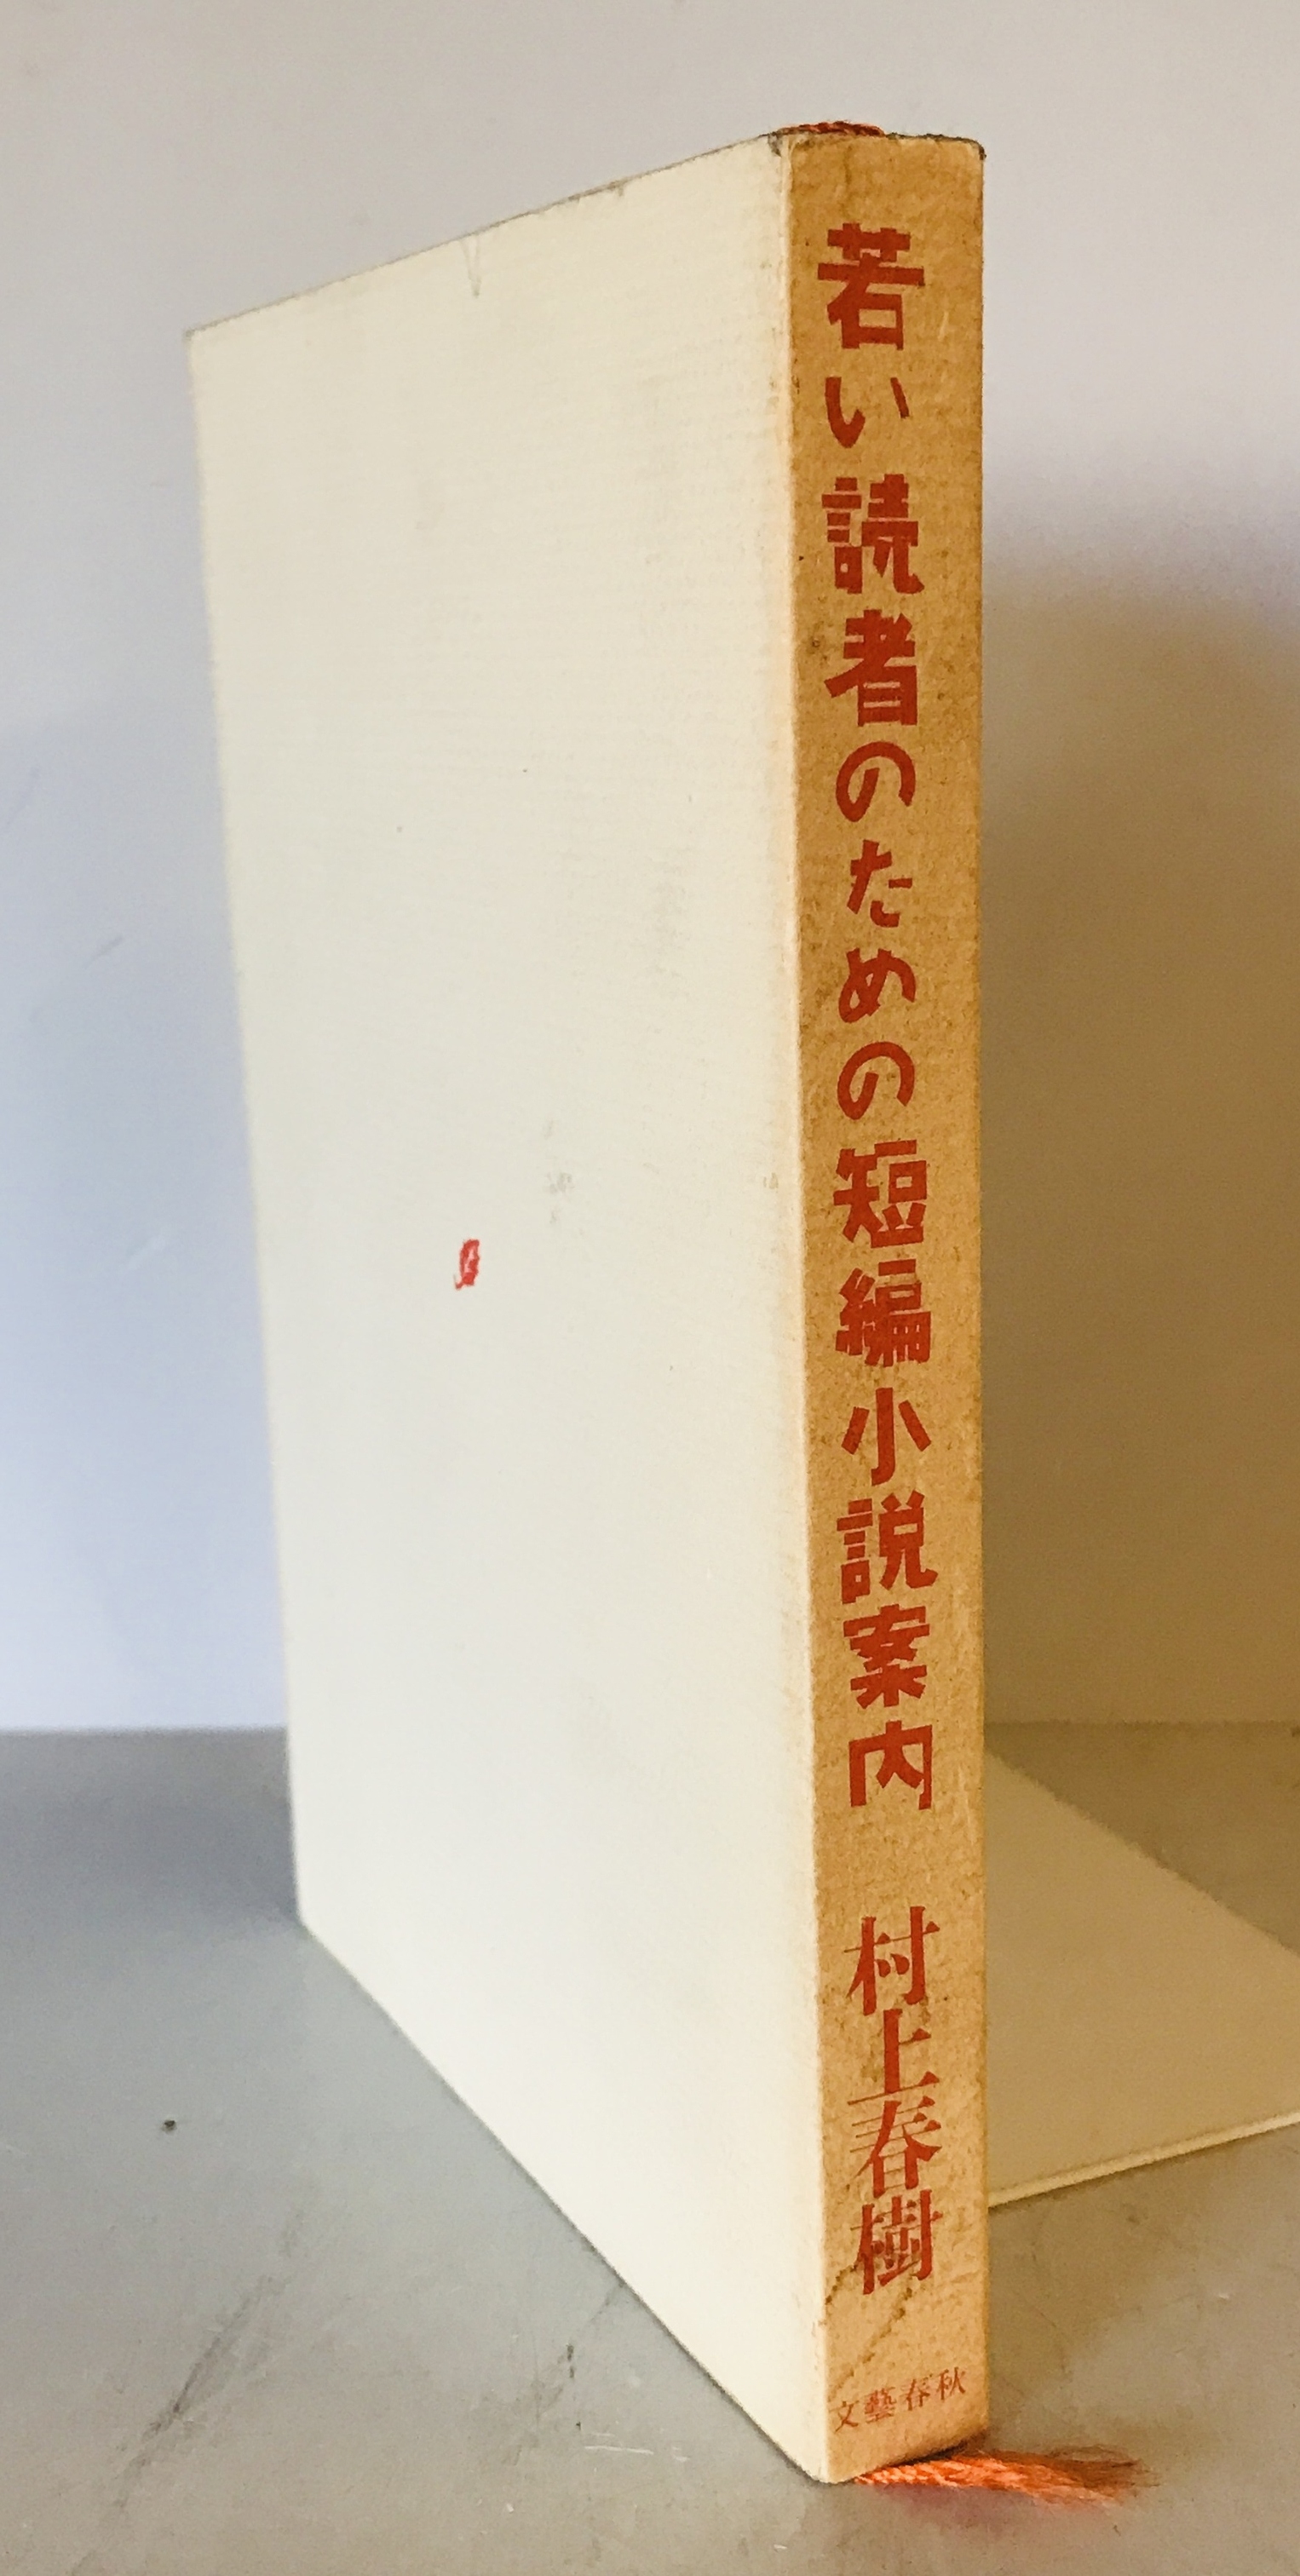 若い読者のための短編小説案内
村上春樹
文藝春秋